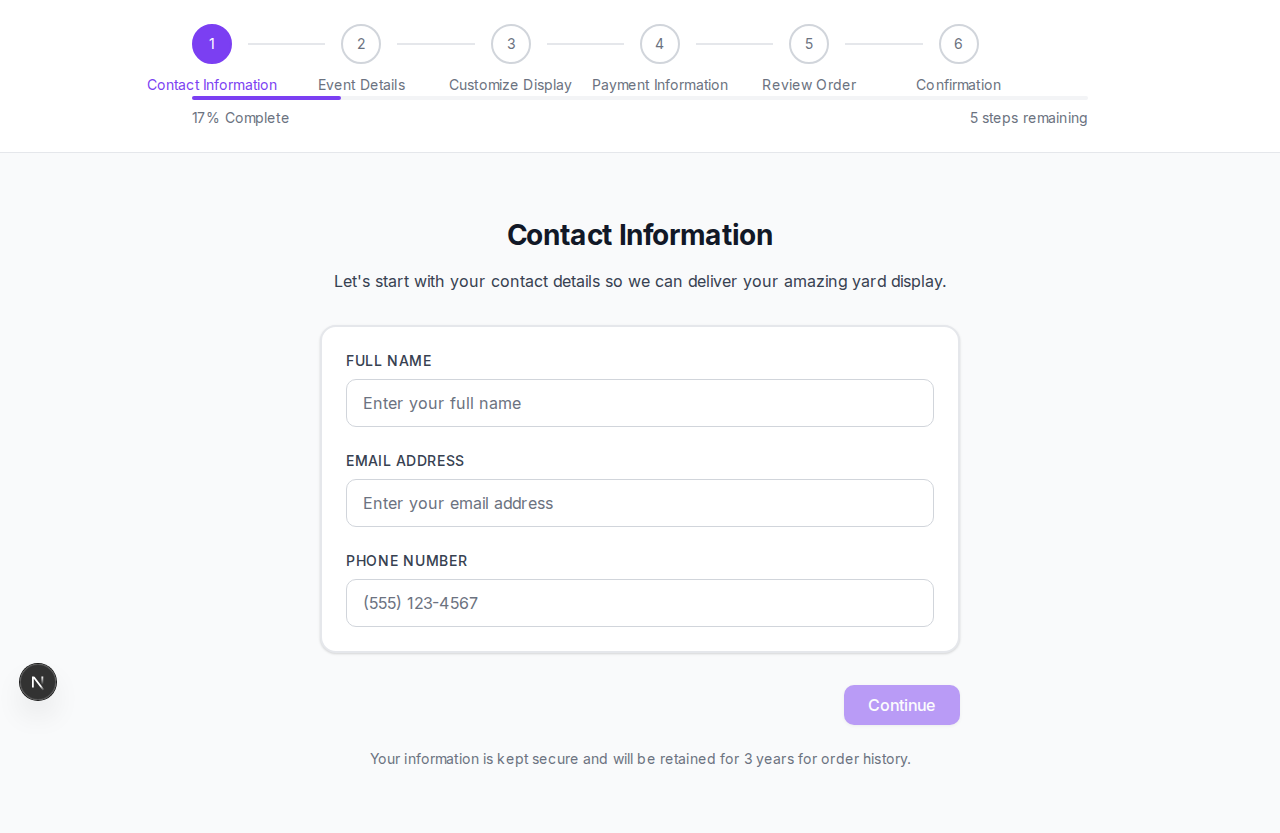 1 2 3 4 5 6
Contact Information Event Details Customize Display Payment Information Review Order Confirmation
17% Complete 5 steps remaining
Contact Information
Let's start with your contact details so we can deliver your amazing yard display.
FULL NAME
Enter your full name
EMAIL ADDRESS
Enter your email address
PHONE NUMBER
(555) 123-4567
N
Continue
Your information is kept secure and will be retained for 3 years for order history.